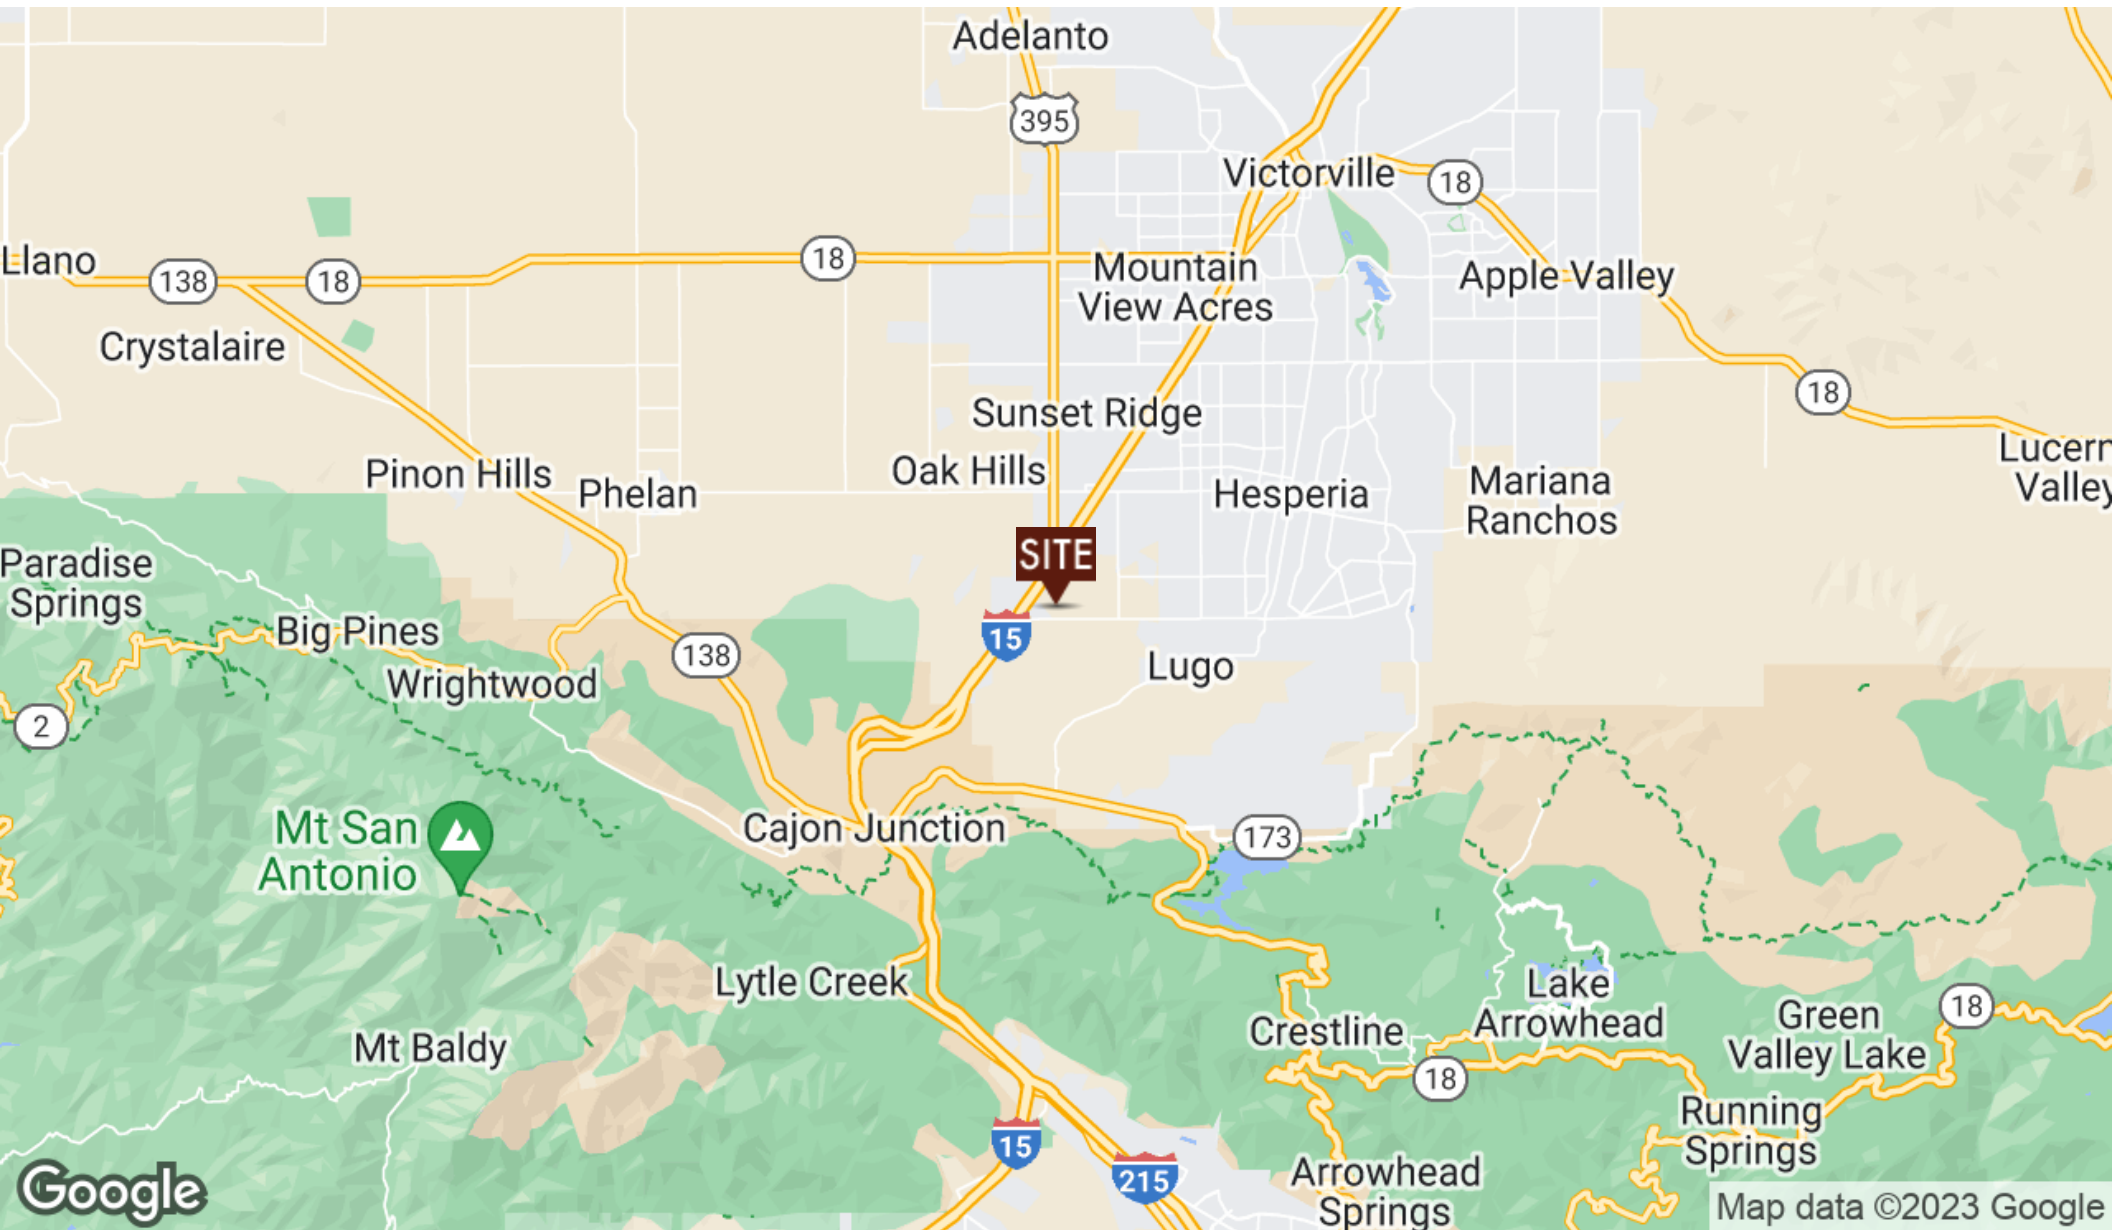 Adelanto
395
Victorville
18
Llano
138
18
18
Mountain
View Acres
Apple Valley
Crystalaire
18
Sunset Ridge
Oak Hills
Pinon Hills
Phelan
Hesperia
Mariana
Ranchos
Lucern
Valley
SITE
Paradise
Springs
Big Pines
15
138
Lugo
Wrightwood
2
Mt San
Antonio
Cajon Junction
173
Lytle Creek
Lake
Arrowhead
Crestline
Green
Valley Lake
18
Mt Baldy
18
Running
Springs
15
215
Arrowhead
Springs
Google
Map data ©2023 Google